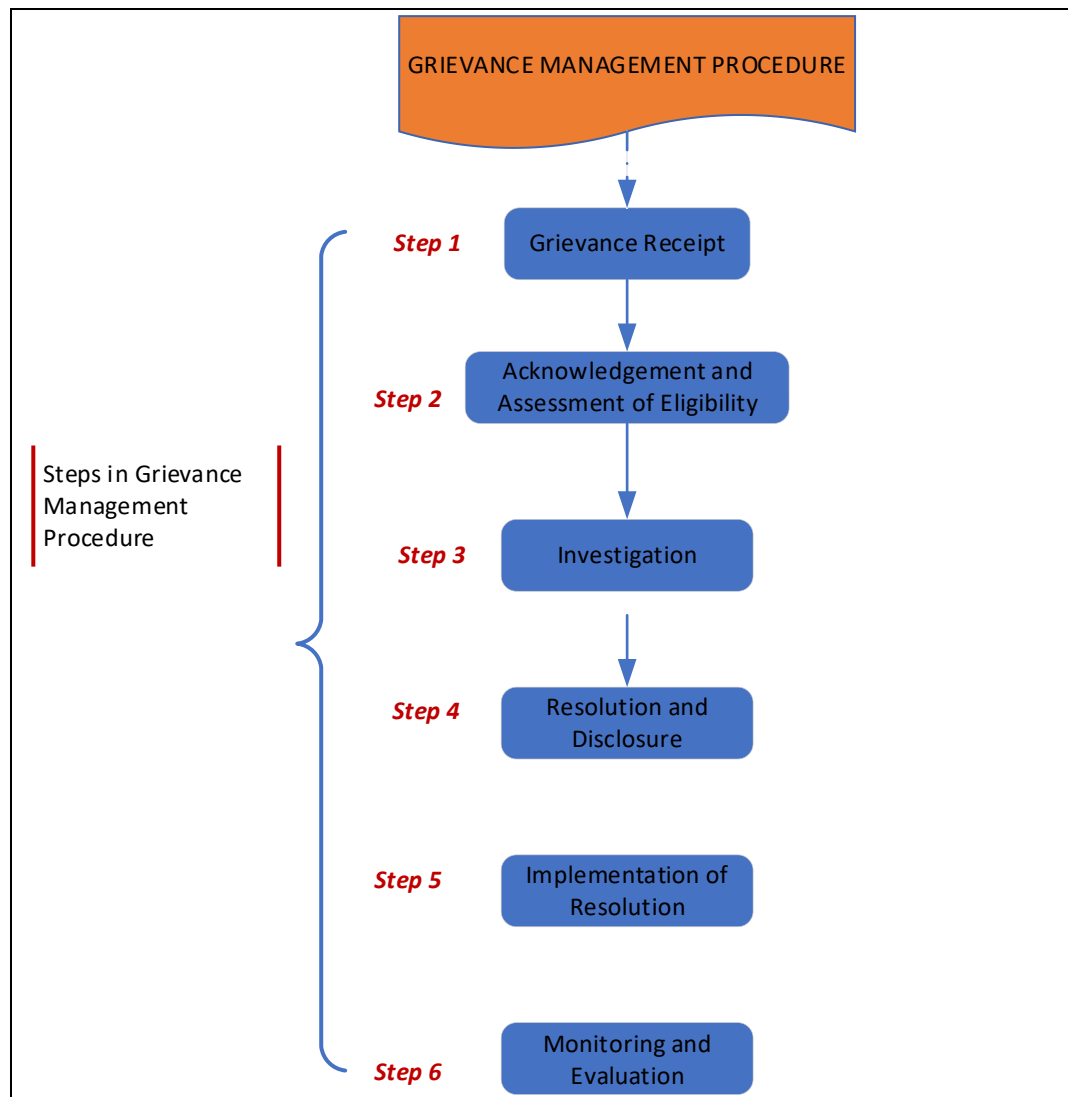 GRIEVANCE MANAGEMENT PROCEDURE
Step 1
Grievance Receipt
Step 2
Acknowledgement and
Assessment of Eligibility
Steps in Grievance
Management
Procedure
Step 3
Investigation
Step 4
Resolution and
Disclosure
Step 5
Implementation of
Resolution
Step 6
Monitoring and
Evaluation